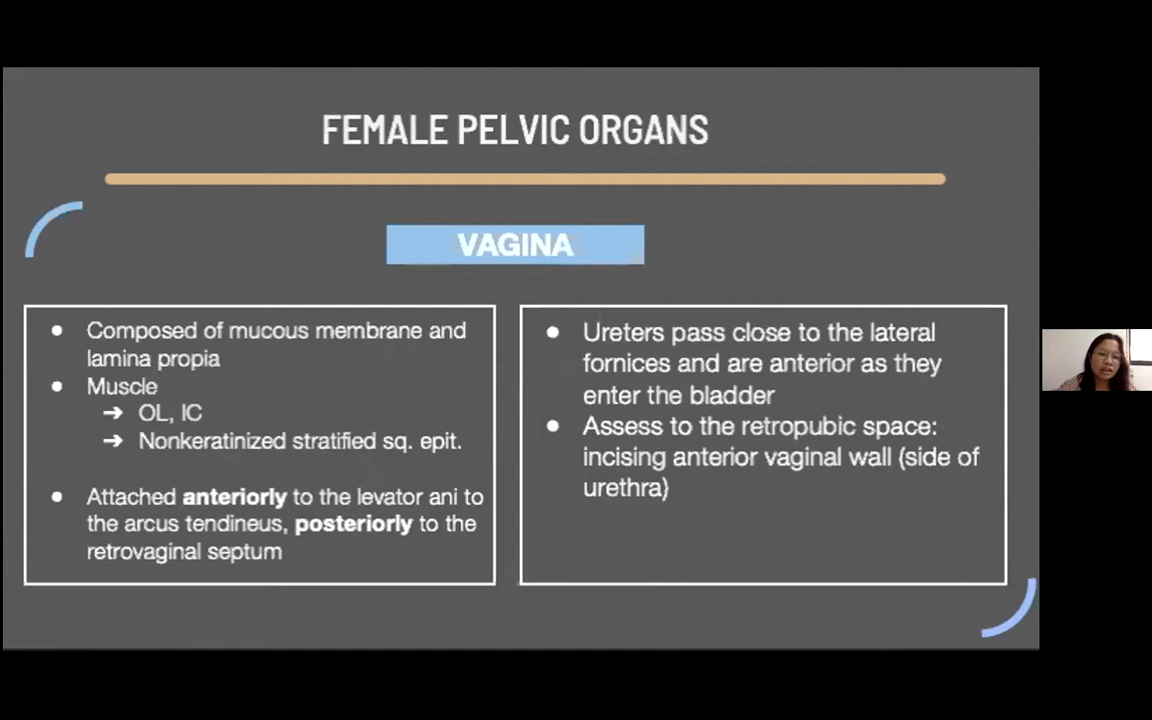 FEMALE PELVIC ORGANS
VAGINA
● Composed of mucous membrane and
lamina propia
● Muscle
➔ OL, IC
➔ Nonkeratinized stratified sq. epit.
● Attached anteriorly to the levator ani to
the arcus tendineus, posteriorly to the
retrovaginal septum
● Ureters pass close to the lateral
fornices and are anterior as they
enter the bladder
● Assess to the retropubic space:
incising anterior vaginal wall (side of
urethra)